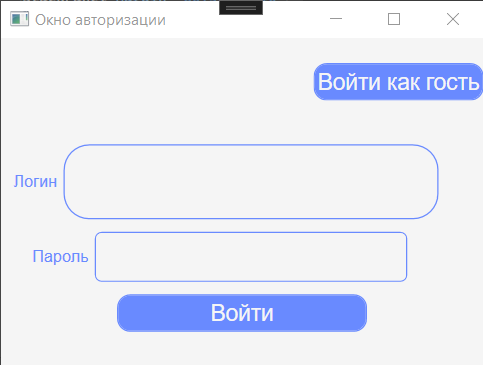 Окно авторизации
Войти как гость
Логин
Пароль
Войти